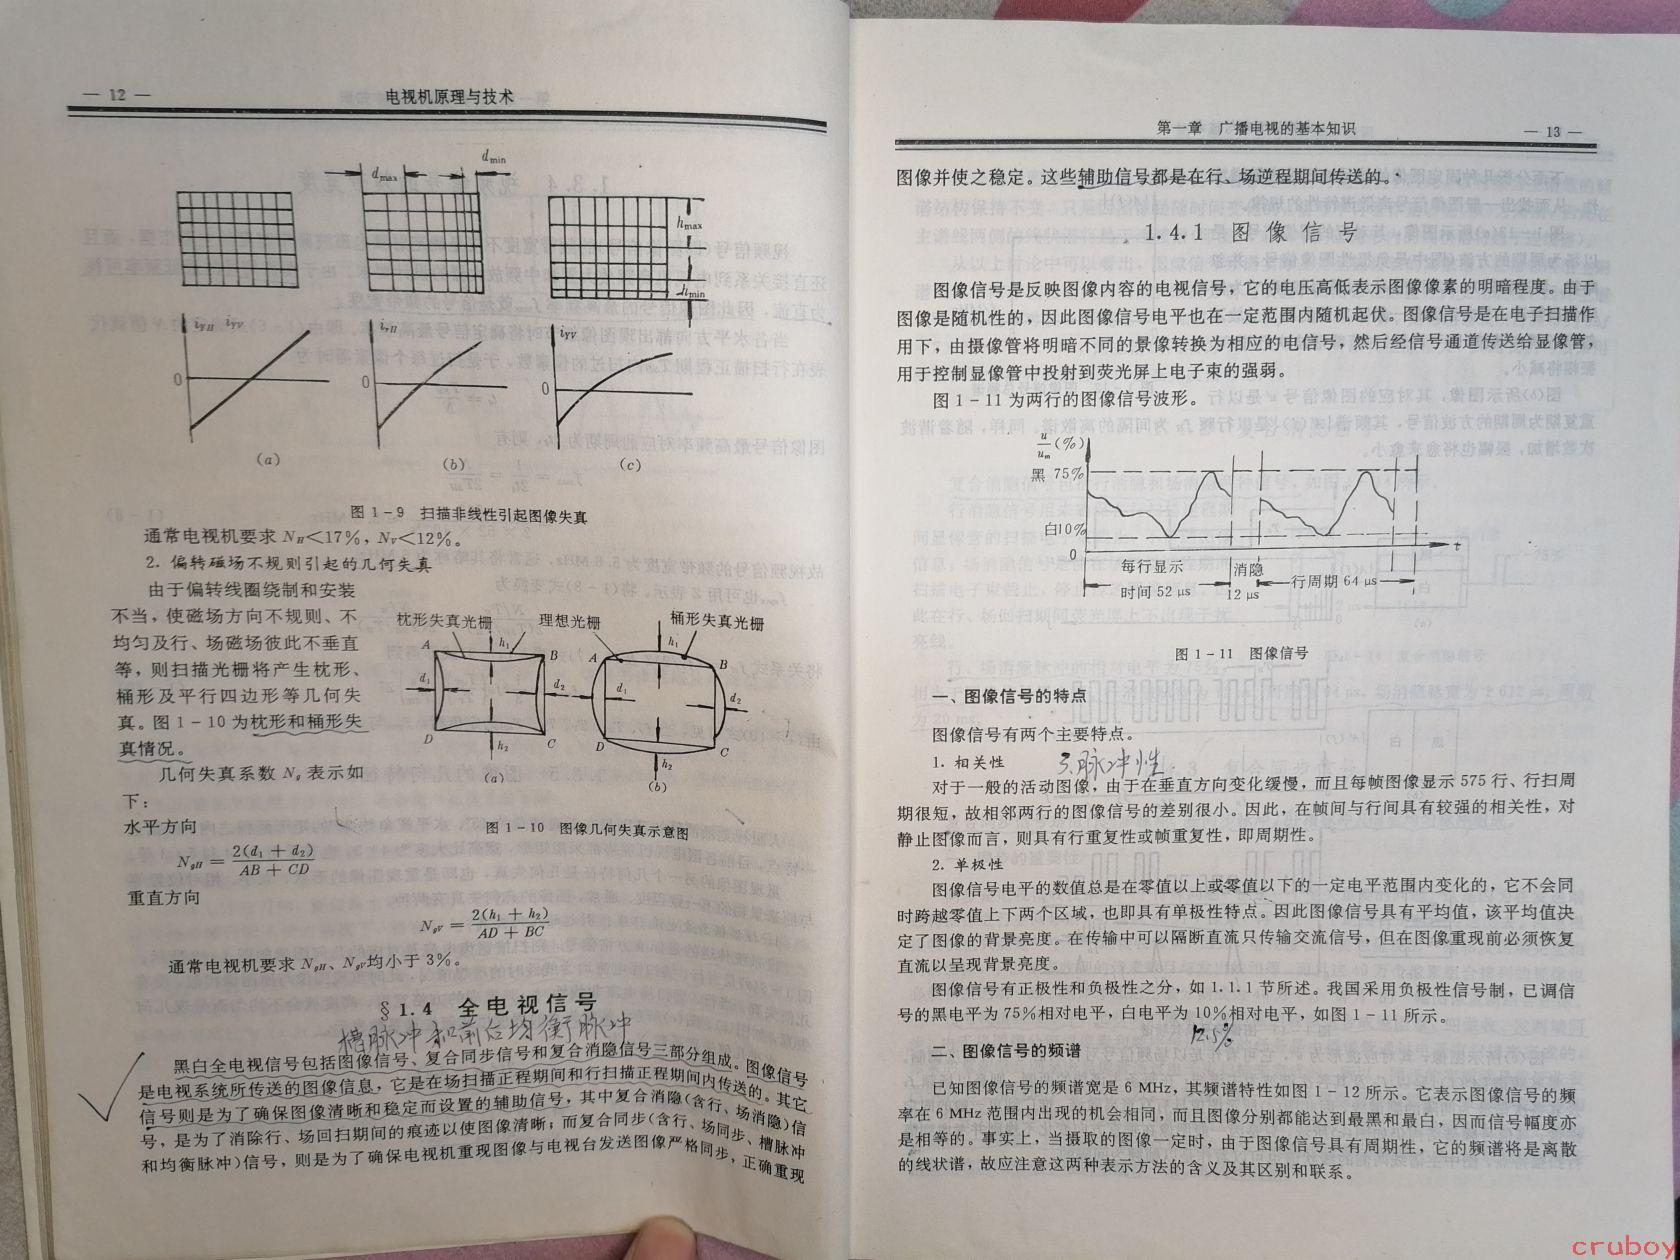 — 12 —
电视机原理与技术
dmax
dmin
hmax
hmin
iYH iYV
iYH
iYV
0
0
0
(a)
(b)
(c)
图 1-9 扫描非线性引起图像失真
通常电视机要求 NH<17%，NV<12%。
2. 偏转磁场不规则引起的几何失真
由于偏转线圈绕制和安装
不当，使磁场方向不规则、不
均匀及行、场磁场彼此不垂直
等，则扫描光栅将产生枕形、
桶形及平行四边形等几何失
真。图 1-10 为枕形和桶形失
真情况。
几何失真系数 Ng 表示如
下：
枕形失真光栅
理想光栅
桶形失真光栅
A
B
C
D
d1
d2
h1
h2
(a)
A
B
C
D
d1
d2
h1
h2
(b)
图 1-10 图像几何失真示意图
水平方向
NgH = 2(d1 + d2) / AB + CD
重直方向
NgV = 2(h1 + h2) / AD + BC
通常电视机要求 NgH、NgV均小于 3%。
§1.4 全电视信号
槽脉冲和前后均衡脉冲
黑白全电视信号包括图像信号、复合同步信号和复合消隐信号三部分组成。图像信号
是电视系统所传送的图像信息，它是在场扫描正程期间和行扫描正程期间内传送的。其它
信号则是为了确保图像清晰和稳定而设置的辅助信号，其中复合消隐(含行、场消隐)信
号，是为了消除行、场回扫期间的痕迹以使图像清晰；而复合同步(含行、场同步、槽脉冲
和均衡脉冲)信号，则是为了确保电视机重现图像与电视台发送图像严格同步，正确重现
第一章 广播电视的基本知识
— 13 —
图像并使之稳定。这些辅助信号都是在行、场逆程期间传送的。
1.4.1 图像信号
图像信号是反映图像内容的电视信号，它的电压高低表示图像像素的明暗程度。由于
图像是随机性的，因此图像信号电平也在一定范围内随机起伏。图像信号是在电子扫描作
用下，由摄像管将明暗不同的景像转换为相应的电信号，然后经信号通道传送给显像管，
用于控制显像管中投射到荧光屏上电子束的强弱。
图 1-11 为两行的图像信号波形。
u/um (%)
黑 75%
白10%
0
t
每行显示
时间 52 μs
消隐
12 μs
行周期 64 μs
图 1-11 图像信号
一、图像信号的特点
图像信号有两个主要特点。
1. 相关性
3.脉冲性
对于一般的活动图像，由于在垂直方向变化缓慢，而且每帧图像显示 575 行、行扫周
期很短，故相邻两行的图像信号的差别很小。因此，在帧间与行间具有较强的相关性，对
静止图像而言，则具有行重复性或帧重复性，即周期性。
2. 单极性
图像信号电平的数值总是在零值以上或零值以下的一定电平范围内变化的，它不会同
时跨越零值上下两个区域，也即具有单极性特点。因此图像信号具有平均值，该平均值决
定了图像的背景亮度。在传输中可以隔断直流只传输交流信号，但在图像重现前必须恢复
直流以呈现背景亮度。
图像信号有正极性和负极性之分，如 1.1.1 节所述。我国采用负极性信号制，已调信
号的黑电平为 75%相对电平，白电平为 10%相对电平，如图 1-11 所示。
12.5%
二、图像信号的频谱
已知图像信号的频谱宽是 6 MHz，其频谱特性如图 1-12 所示。它表示图像信号的频
率在 6 MHz 范围内出现的机会相同，而且图像分别都能达到最黑和最白，因而信号幅度亦
是相等的。事实上，当摄取的图像一定时，由于图像信号具有周期性，它的频谱将是离散
的线状谱，故应注意这两种表示方法的含义及其区别和联系。
cruboy